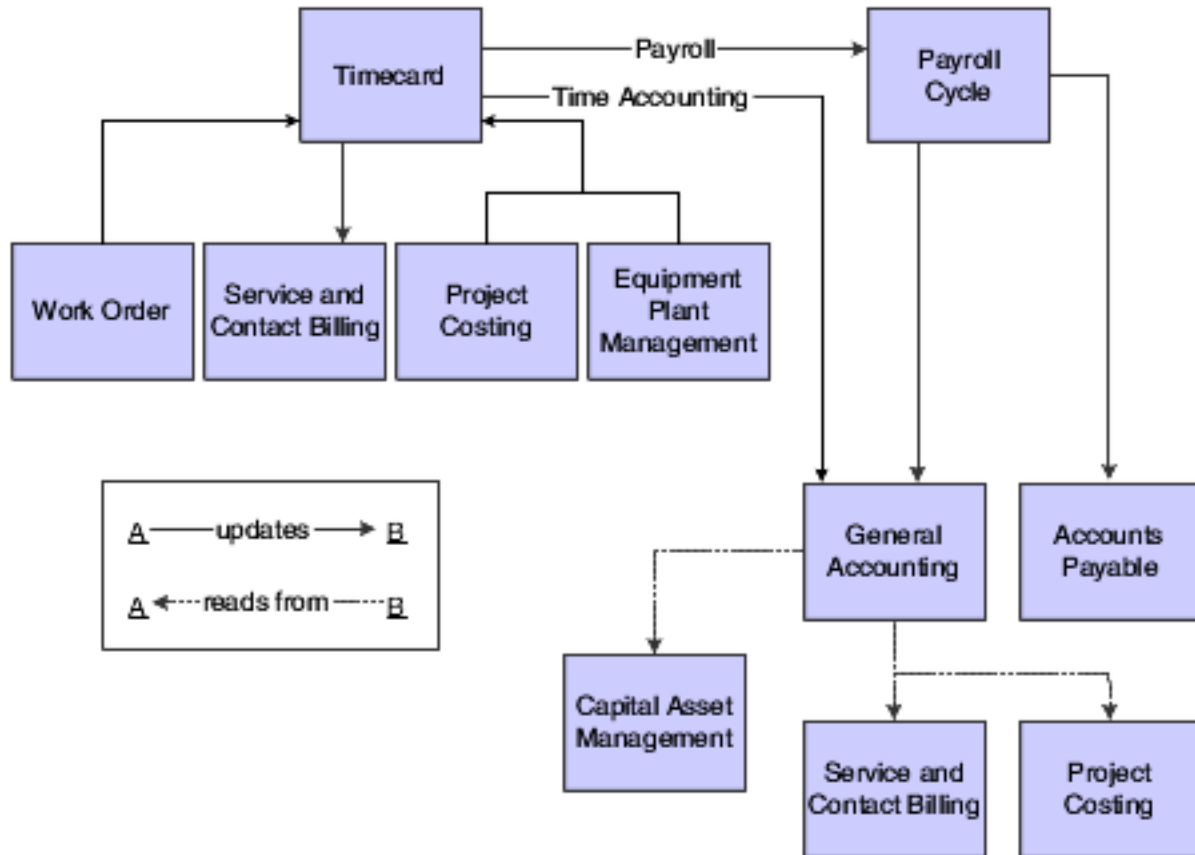 Timecard
Payroll
Payroll
Cycle
Time Accounting
Work Order
Service and
Contact Billing
Project
Costing
Equipment
Plant
Management
A updates B
A reads from B
General
Accounting
Accounts
Payable
Capital Asset
Management
Service and
Contact Billing
Project
Costing